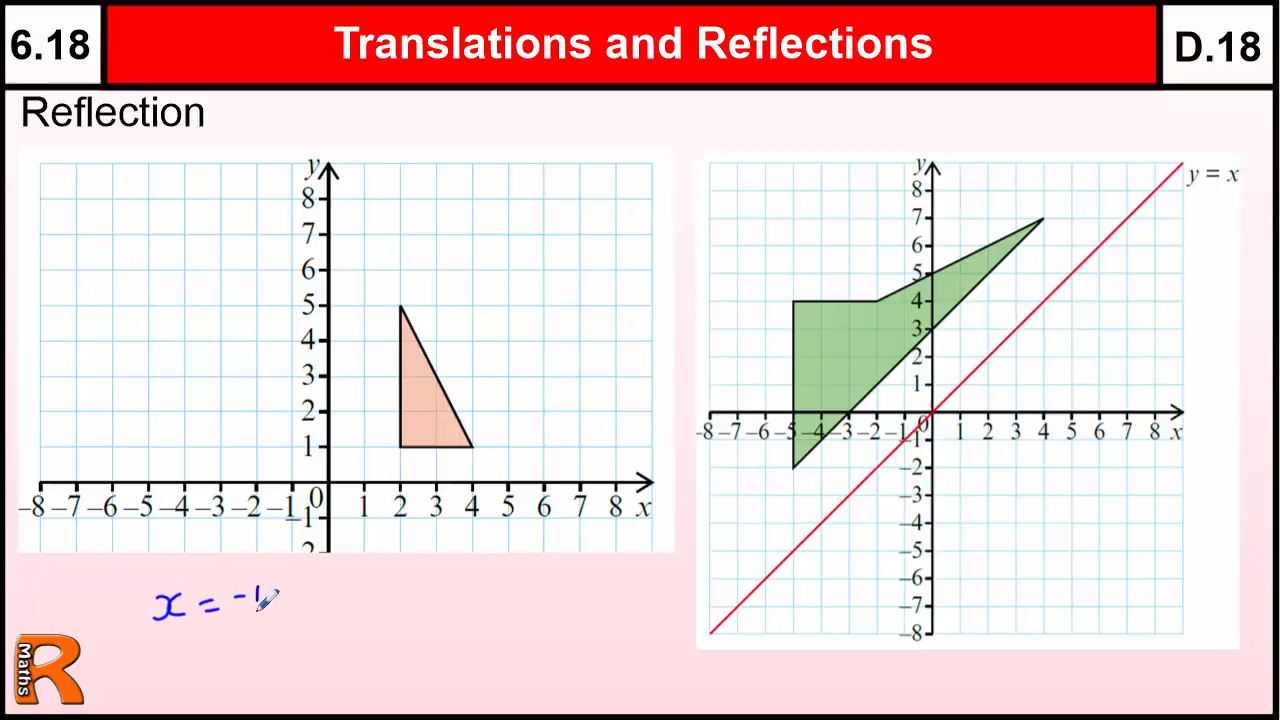 6.18
Translations and Reflections
D.18
Reflection
y
8
7
6
5
4
3
2
1
−8 −7 −6 −5 −4 −3 −2 −1 0 1 2 3 4 5 6 7 8 x
−1
y = x
y
8
7
6
5
4
3
2
1
-8 -7 -6 -5 -4 -3 -2 -1 0 1 2 3 4 5 6 7 8 x
−1
−2
−3
−4
−5
−6
−7
−8
x = -1
R
Maths